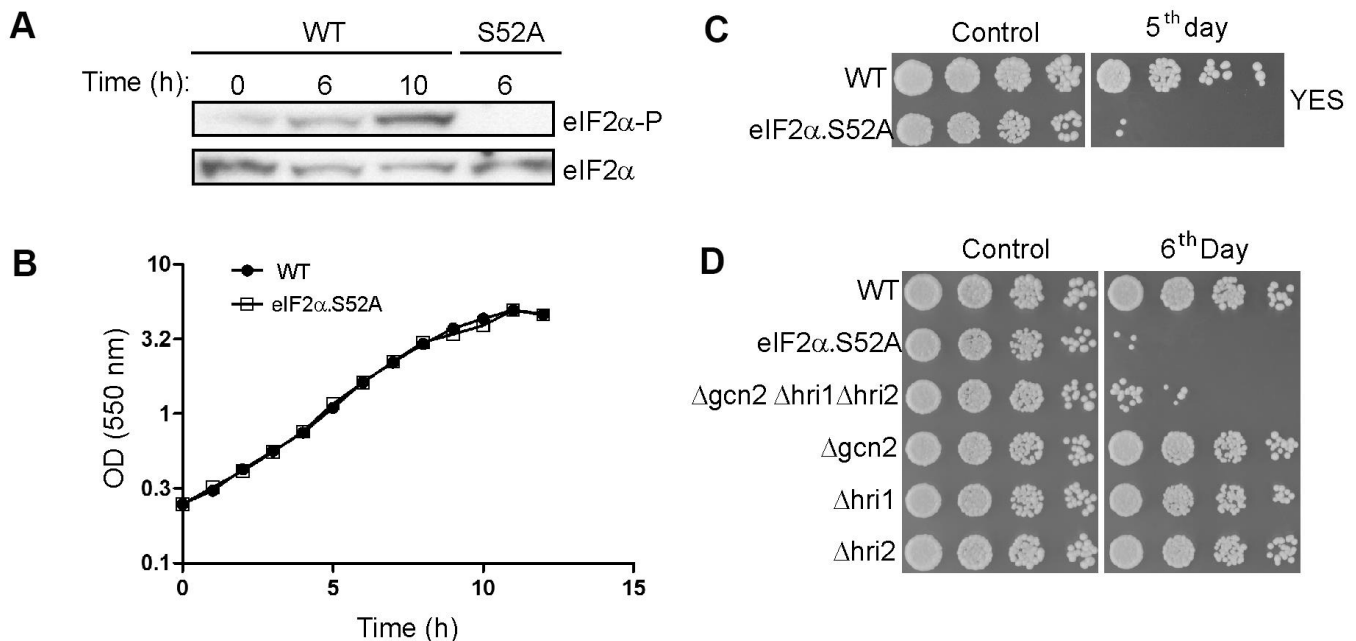 A
WT S52A
Time (h): 0 6 10 6
eIF2α-P
eIF2α
B
WT
eIF2α.S52A
10
3.2
1
0.3
0.1
OD (550 nm)
0 5 10 15
Time (h)
C
Control 5th day
WT
eIF2α.S52A
YES
D
Control 6th Day
WT
eIF2α.S52A
Δgcn2 Δhri1Δhri2
Δgcn2
Δhri1
Δhri2